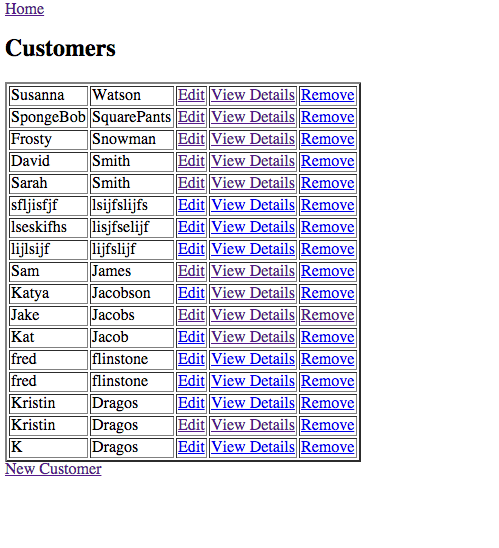 Home
Customers
Susanna Watson Edit View Details Remove
SpongeBob SquarePants Edit View Details Remove
Frosty Snowman Edit View Details Remove
David Smith Edit View Details Remove
Sarah Smith Edit View Details Remove
sfljisfjf lsijfslijfs Edit View Details Remove
lseskifhs lisjfselijf Edit View Details Remove
lijlsijf lijfslijf Edit View Details Remove
Sam James Edit View Details Remove
Katya Jacobson Edit View Details Remove
Jake Jacobs Edit View Details Remove
Kat Jacob Edit View Details Remove
fred flinstone Edit View Details Remove
fred flinstone Edit View Details Remove
Kristin Dragos Edit View Details Remove
Kristin Dragos Edit View Details Remove
K Dragos Edit View Details Remove
New Customer